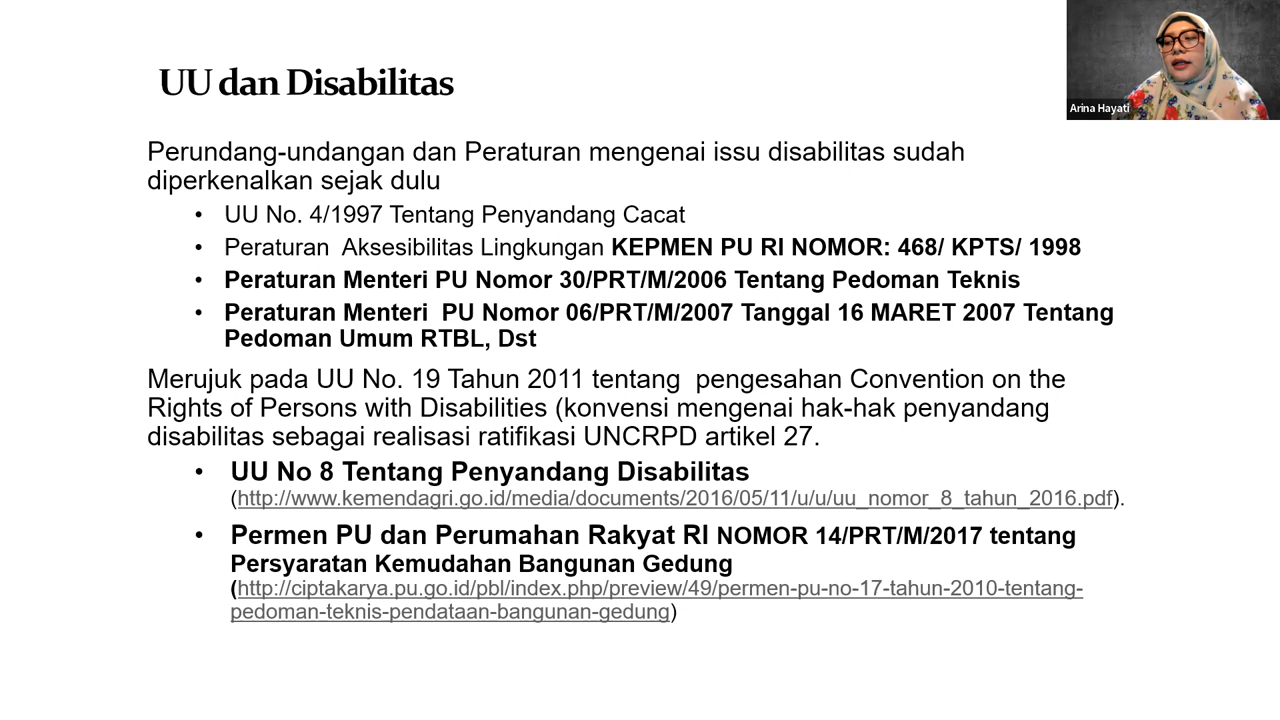 UU dan Disabilitas
Arina Hayati
Perundang-undangan dan Peraturan mengenai issu disabilitas sudah
diperkenalkan sejak dulu
• UU No. 4/1997 Tentang Penyandang Cacat
• Peraturan  Aksesibilitas Lingkungan KEPMEN PU RI NOMOR: 468/ KPTS/ 1998
• Peraturan Menteri PU Nomor 30/PRT/M/2006 Tentang Pedoman Teknis
• Peraturan Menteri  PU Nomor 06/PRT/M/2007 Tanggal 16 MARET 2007 Tentang
Pedoman Umum RTBL, Dst
Merujuk pada UU No. 19 Tahun 2011 tentang  pengesahan Convention on the
Rights of Persons with Disabilities (konvensi mengenai hak-hak penyandang
disabilitas sebagai realisasi ratifikasi UNCRPD artikel 27.
• UU No 8 Tentang Penyandang Disabilitas
(http://www.kemendagri.go.id/media/documents/2016/05/11/u/u/uu_nomor_8_tahun_2016.pdf).
• Permen PU dan Perumahan Rakyat RI NOMOR 14/PRT/M/2017 tentang
Persyaratan Kemudahan Bangunan Gedung
(http://ciptakarya.pu.go.id/pbl/index.php/preview/49/permen-pu-no-17-tahun-2010-tentang-
pedoman-teknis-pendataan-bangunan-gedung)